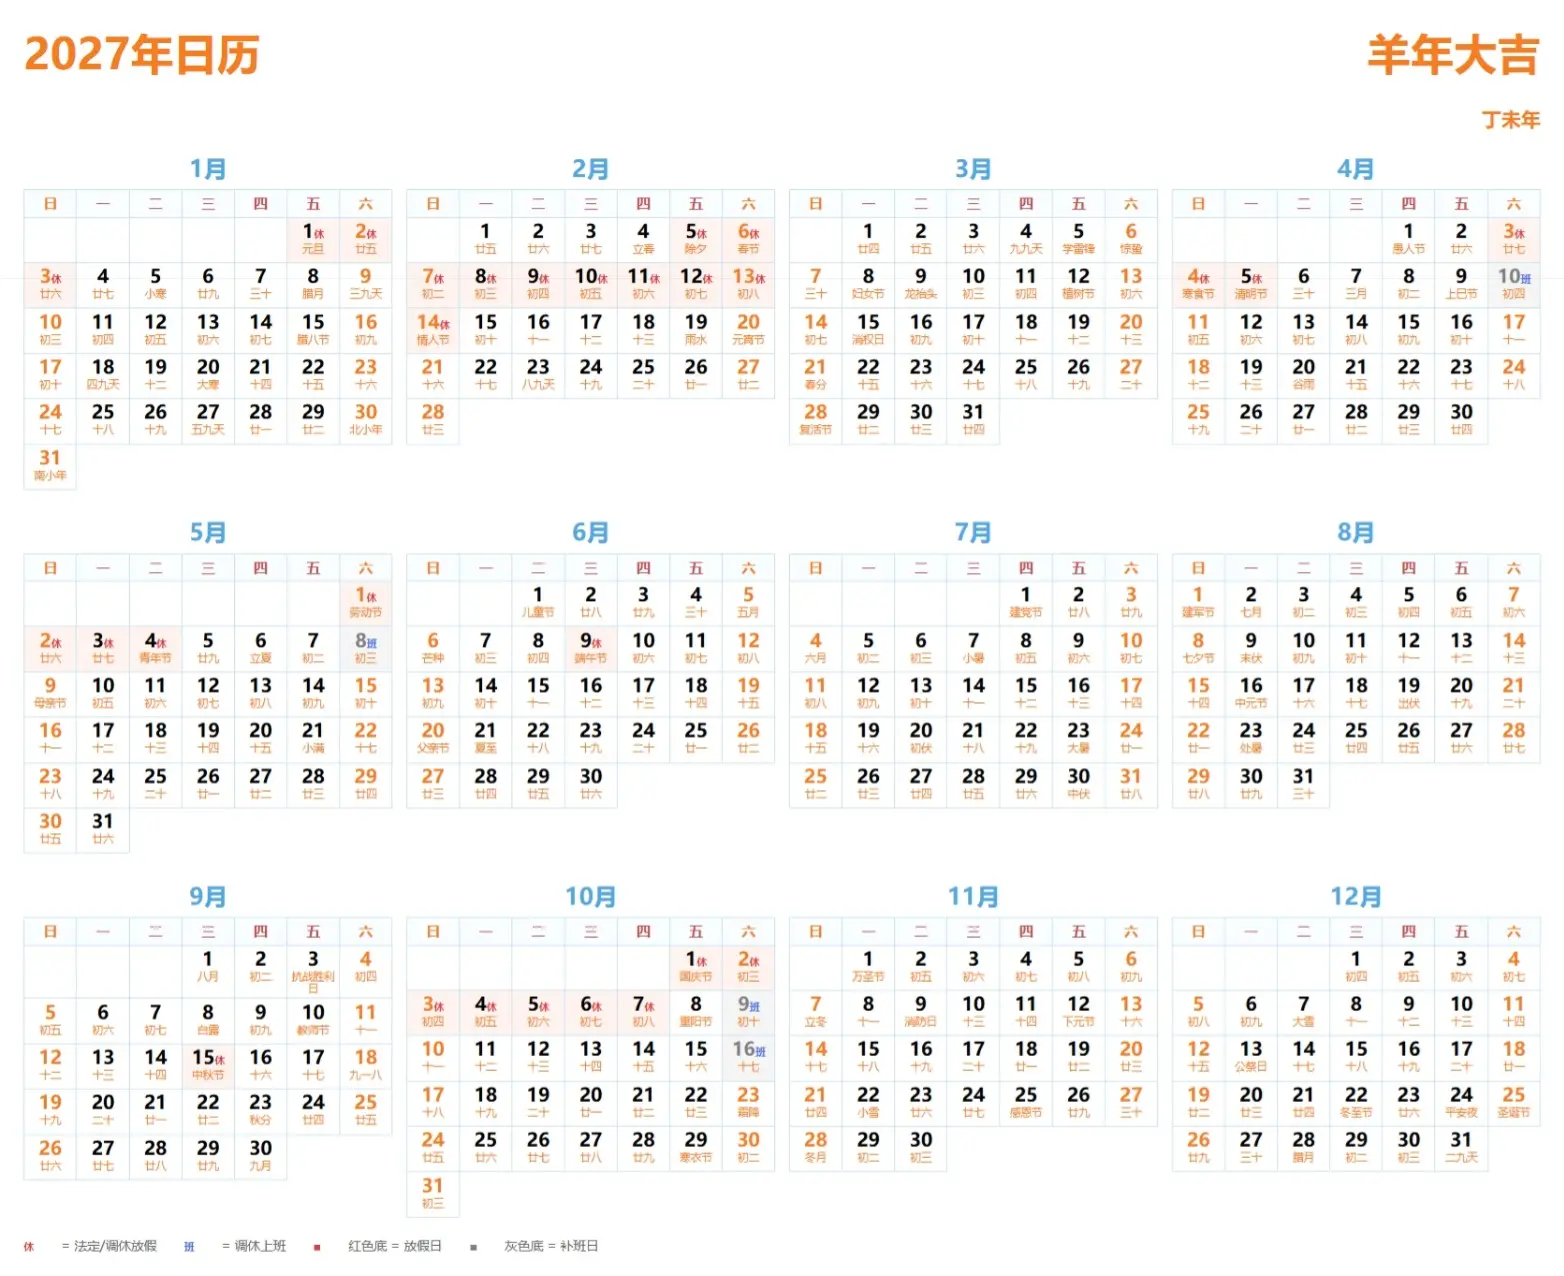 2027年日历
羊年大吉
丁未年
1月
日 一 二 三 四 五 六
1休 2休
元旦 廿五
3休 4 5 6 7 8 9
廿六 廿七 小寒 廿九 三十 腊月 三九天
10 11 12 13 14 15 16
初三 初四 初五 初六 初七 腊八节 初九
17 18 19 20 21 22 23
初十 四九天 十二 大寒 十四 十五 十六
24 25 26 27 28 29 30
十七 十八 十九 五九天 廿一 廿二 北小年
31
南小年
2月
日 一 二 三 四 五 六
1 2 3 4 5休 6休
廿五 廿六 廿七 立春 除夕 春节
7休 8休 9休 10休 11休 12休 13休
初二 初三 初四 初五 初六 初七 初八
14休 15 16 17 18 19 20
情人节 初十 十一 十二 十三 雨水 元宵节
21 22 23 24 25 26 27
十六 十七 八九天 十九 二十 廿一 廿二
28
廿三
3月
日 一 二 三 四 五 六
1 2 3 4 5 6
廿四 廿五 廿六 九九天 学雷锋 惊蛰
7 8 9 10 11 12 13
三十 妇女节 龙抬头 初三 初四 植树节 初六
14 15 16 17 18 19 20
初七 消权日 初九 初十 十一 十二 十三
21 22 23 24 25 26 27
春分 十五 十六 十七 十八 十九 二十
28 29 30 31
复活节 廿二 廿三 廿四
4月
日 一 二 三 四 五 六
1 2 3休
愚人节 廿六 廿七
4休 5休 6 7 8 9 10班
寒食节 清明节 三十 三月 初二 上巳节 初四
11 12 13 14 15 16 17
初五 初六 初七 初八 初九 初十 十一
18 19 20 21 22 23 24
十二 十三 谷雨 十五 十六 十七 十八
25 26 27 28 29 30
十九 二十 廿一 廿二 廿三 廿四
5月
日 一 二 三 四 五 六
1休
劳动节
2休 3休 4休 5 6 7 8班
廿六 廿七 青年节 廿九 立夏 初二 初三
9 10 11 12 13 14 15
母亲节 初五 初六 初七 初八 初九 初十
16 17 18 19 20 21 22
十一 十二 十三 十四 十五 小满 十七
23 24 25 26 27 28 29
十八 十九 二十 廿一 廿二 廿三 廿四
30 31
廿五 廿六
6月
日 一 二 三 四 五 六
1 2 3 4 5
儿童节 廿八 廿九 三十 五月
6 7 8 9休 10 11 12
芒种 初三 初四 端午节 初六 初七 初八
13 14 15 16 17 18 19
初九 初十 十一 十二 十三 十四 十五
20 21 22 23 24 25 26
父亲节 夏至 十八 十九 二十 廿一 廿二
27 28 29 30
廿三 廿四 廿五 廿六
7月
日 一 二 三 四 五 六
1 2 3
建党节 廿八 廿九
4 5 6 7 8 9 10
六月 初二 初三 小暑 初五 初六 初七
11 12 13 14 15 16 17
初八 初九 初十 十一 十二 十三 十四
18 19 20 21 22 23 24
十五 十六 初伏 十八 十九 大暑 廿一
25 26 27 28 29 30 31
廿二 廿三 廿四 廿五 廿六 中伏 廿八
8月
日 一 二 三 四 五 六
1 2 3 4 5 6 7
建军节 七月 初二 初三 初四 初五 初六
8 9 10 11 12 13 14
七夕节 末伏 初九 初十 十一 十二 十三
15 16 17 18 19 20 21
十四 中元节 十六 十七 出伏 十九 二十
22 23 24 25 26 27 28
廿一 处暑 廿三 廿四 廿五 廿六 廿七
29 30 31
廿八 廿九 三十
9月
日 一 二 三 四 五 六
1 2 3 4
八月 初二 抗战胜利日 初四
5 6 7 8 9 10 11
初五 初六 初七 白露 初九 教师节 十一
12 13 14 15休 16 17 18
十二 十三 十四 中秋节 十六 十七 九一八
19 20 21 22 23 24 25
十九 二十 廿一 廿二 秋分 廿四 廿五
26 27 28 29 30
廿六 廿七 廿八 廿九 九月
10月
日 一 二 三 四 五 六
1休 2休
国庆节 初三
3休 4休 5休 6休 7休 8 9班
初四 初五 初六 初七 初八 重阳节 初十
10 11 12 13 14 15 16班
十一 十二 十三 十四 十五 十六 十七
17 18 19 20 21 22 23
十八 十九 二十 廿一 廿二 廿三 霜降
24 25 26 27 28 29 30
廿五 廿六 廿七 廿八 廿九 寒衣节 初二
31
初三
11月
日 一 二 三 四 五 六
1 2 3 4 5 6
万圣节 初五 初六 初七 初八 初九
7 8 9 10 11 12 13
立冬 十一 消防日 十三 十四 下元节 十六
14 15 16 17 18 19 20
十七 十八 十九 二十 廿一 廿二 廿三
21 22 23 24 25 26 27
廿四 小雪 廿六 廿七 感恩节 廿九 三十
28 29 30
冬月 初二 初三
12月
日 一 二 三 四 五 六
1 2 3 4
初四 初五 初六 初七
5 6 7 8 9 10 11
初八 初九 大雪 十一 十二 十三 十四
12 13 14 15 16 17 18
十五 公祭日 十七 十八 十九 二十 廿一
19 20 21 22 23 24 25
廿二 廿三 廿四 冬至节 廿六 平安夜 圣诞节
26 27 28 29 30 31
廿九 三十 腊月 初二 初三 二九天
休 = 法定/调休放假 班 = 调休上班 ■ 红色底 = 放假日 ■ 灰色底 = 补班日